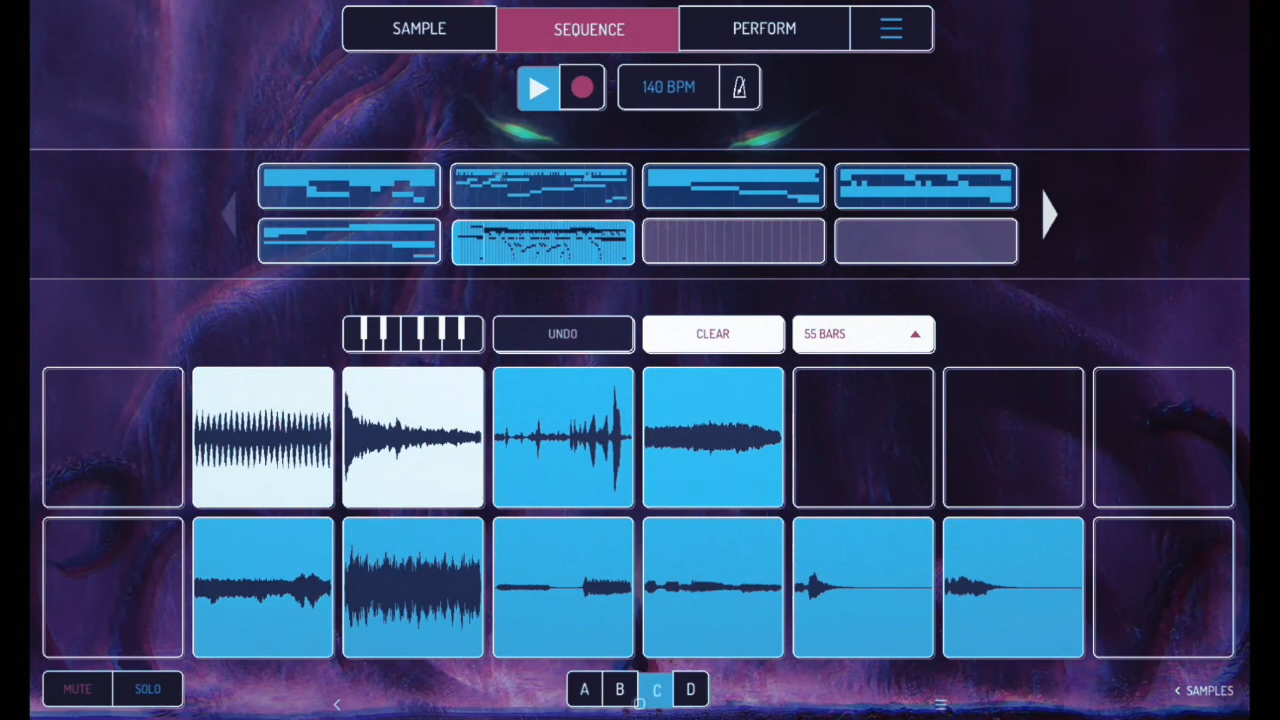 SAMPLE SEQUENCE PERFORM
140 BPM
UNDO CLEAR 55 BARS
MUTE SOLO A B C D < SAMPLES